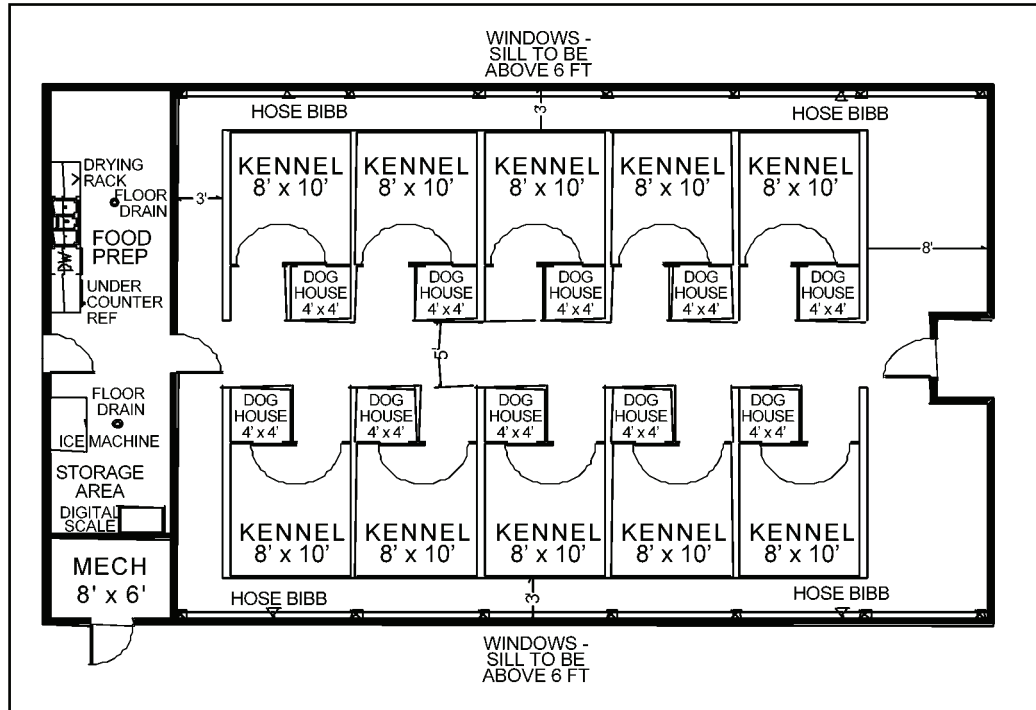 WINDOWS -
SILL TO BE
ABOVE 6 FT
HOSE BIBB
HOSE BIBB
3'
KENNEL
8' x 10'
KENNEL
8' x 10'
KENNEL
8' x 10'
KENNEL
8' x 10'
KENNEL
8' x 10'
DRYING
RACK
FLOOR
DRAIN
3'
FOOD
PREP
DW
8'
UNDER
COUNTER
REF
DOG
HOUSE
4' x 4'
DOG
HOUSE
4' x 4'
DOG
HOUSE
4' x 4'
DOG
HOUSE
4' x 4'
DOG
HOUSE
4' x 4'
5'
FLOOR
DRAIN
ICE MACHINE
DOG
HOUSE
4' x 4'
DOG
HOUSE
4' x 4'
DOG
HOUSE
4' x 4'
DOG
HOUSE
4' x 4'
DOG
HOUSE
4' x 4'
STORAGE
AREA
DIGITAL
SCALE
KENNEL
8' x 10'
KENNEL
8' x 10'
KENNEL
8' x 10'
KENNEL
8' x 10'
KENNEL
8' x 10'
MECH
8' x 6'
HOSE BIBB
3'
HOSE BIBB
WINDOWS -
SILL TO BE
ABOVE 6 FT